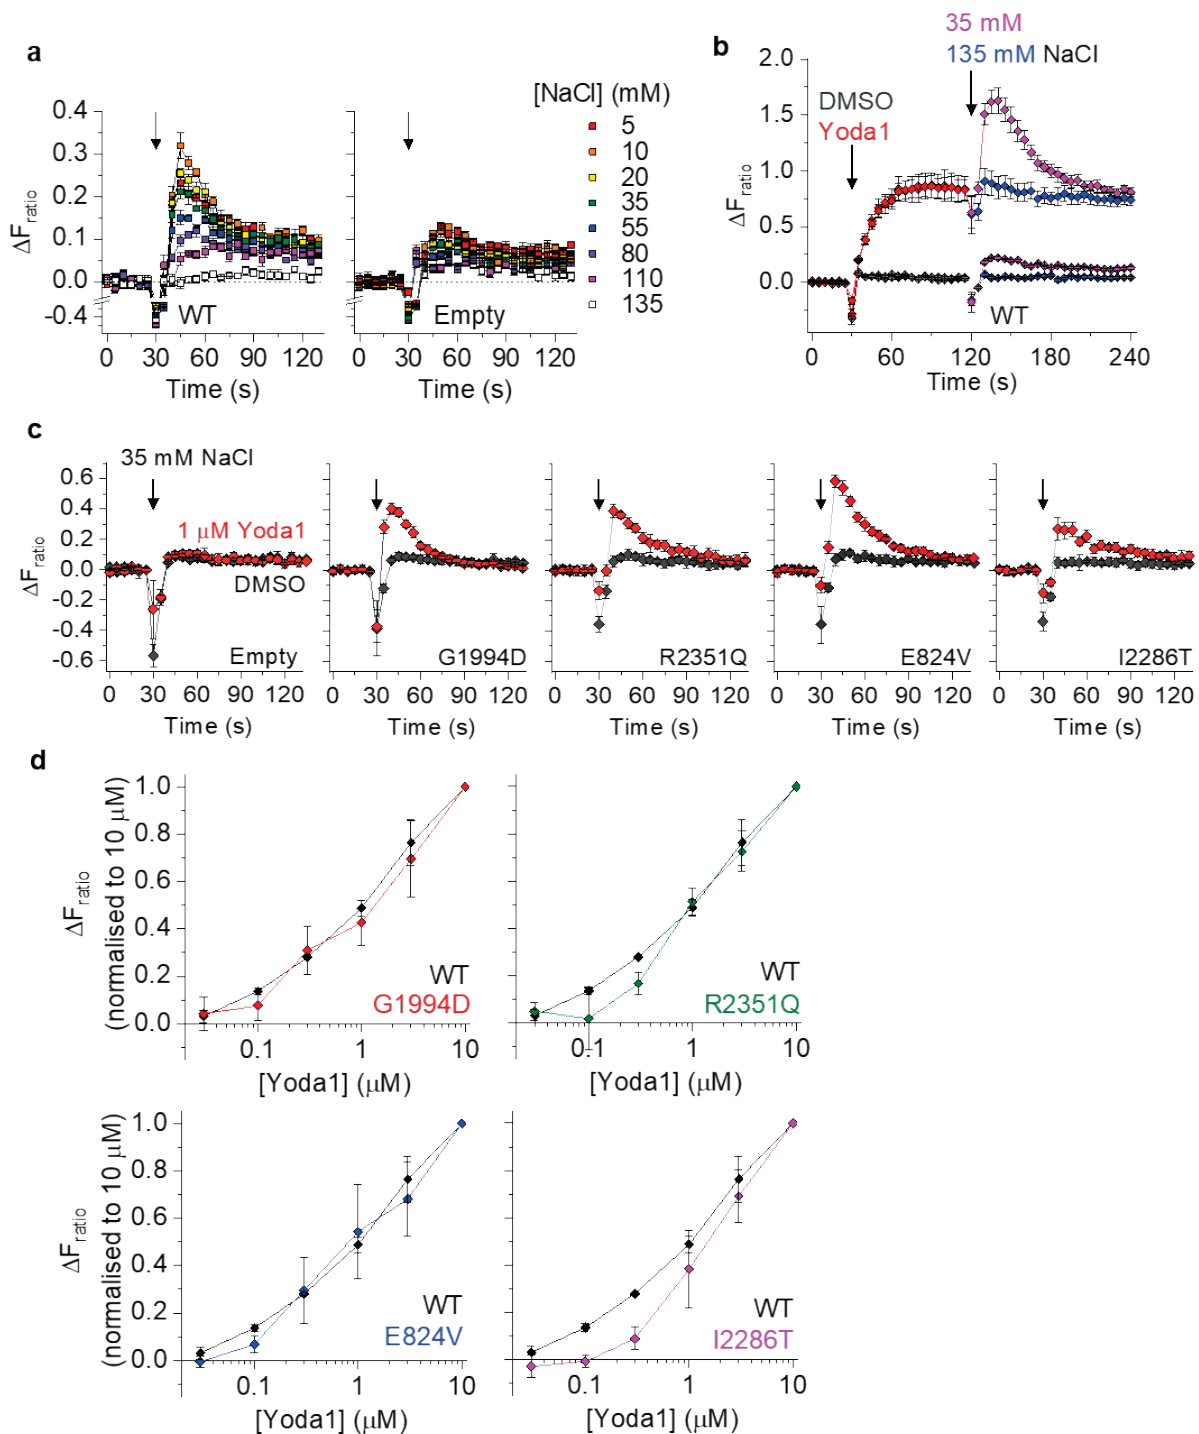 a
0.4
0.3
0.2
0.1
0.0
-0.4
ΔFratio
WT
0 30 60 90 120
Time (s)
Empty
0 30 60 90 120
Time (s)
[NaCl] (mM)
5
10
20
35
55
80
110
135
b
35 mM
135 mM NaCl
DMSO
Yoda1
2.0
1.5
1.0
0.5
0.0
ΔFratio
WT
0 60 120 180 240
Time (s)
c
35 mM NaCl
1 μM Yoda1
DMSO
0.6
0.4
0.2
0.0
-0.2
-0.4
-0.6
ΔFratio
Empty
0 30 60 90 120
Time (s)
G1994D
0 30 60 90 120
Time (s)
R2351Q
0 30 60 90 120
Time (s)
E824V
0 30 60 90 120
Time (s)
I2286T
0 30 60 90 120
Time (s)
d
1.0
0.8
0.6
0.4
0.2
0.0
ΔFratio
(normalised to 10 μM)
WT
G1994D
0.1 1 10
[Yoda1] (μM)
WT
R2351Q
0.1 1 10
[Yoda1] (μM)
1.0
0.8
0.6
0.4
0.2
0.0
ΔFratio
(normalised to 10 μM)
WT
E824V
0.1 1 10
[Yoda1] (μM)
WT
I2286T
0.1 1 10
[Yoda1] (μM)